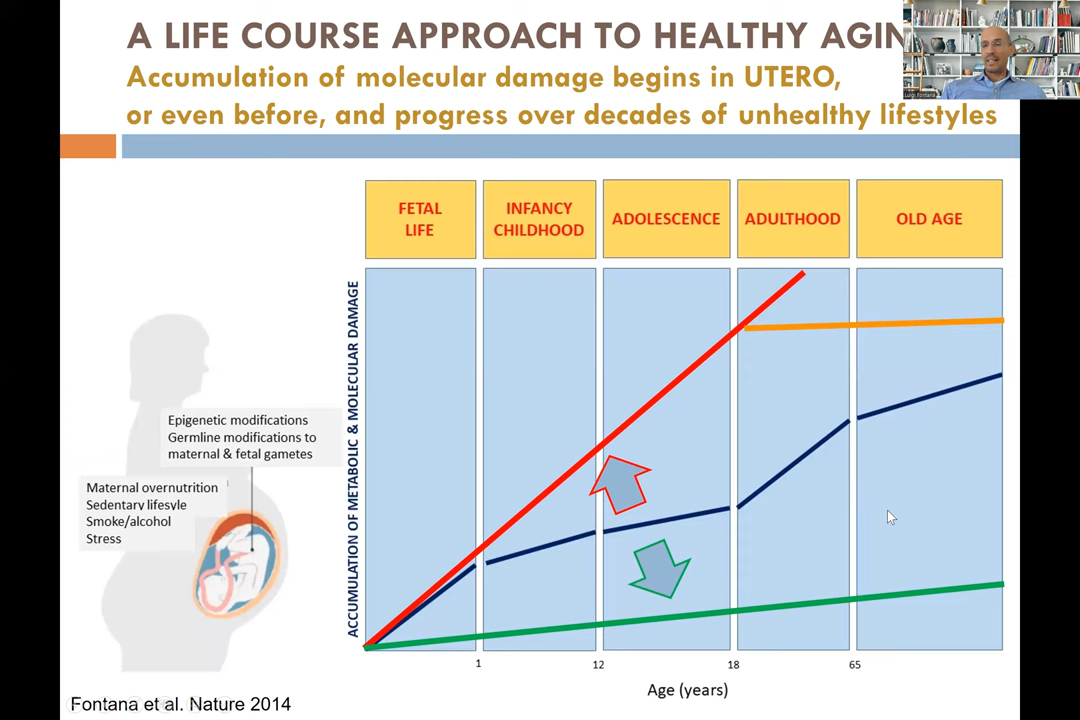 A LIFE COURSE APPROACH TO HEALTHY AGIN
Accumulation of molecular damage begins in UTERO,
or even before, and progress over decades of unhealthy lifestyles
Luigi Fontana
FETAL
LIFE
INFANCY
CHILDHOOD
ADOLESCENCE
ADULTHOOD
OLD AGE
ACCUMULATION OF METABOLIC & MOLECULAR DAMAGE
Epigenetic modifications
Germline modifications to
maternal & fetal gametes
Maternal overnutrition
Sedentary lifesyle
Smoke/alcohol
Stress
1
12
18
65
Age (years)
Fontana et al. Nature 2014